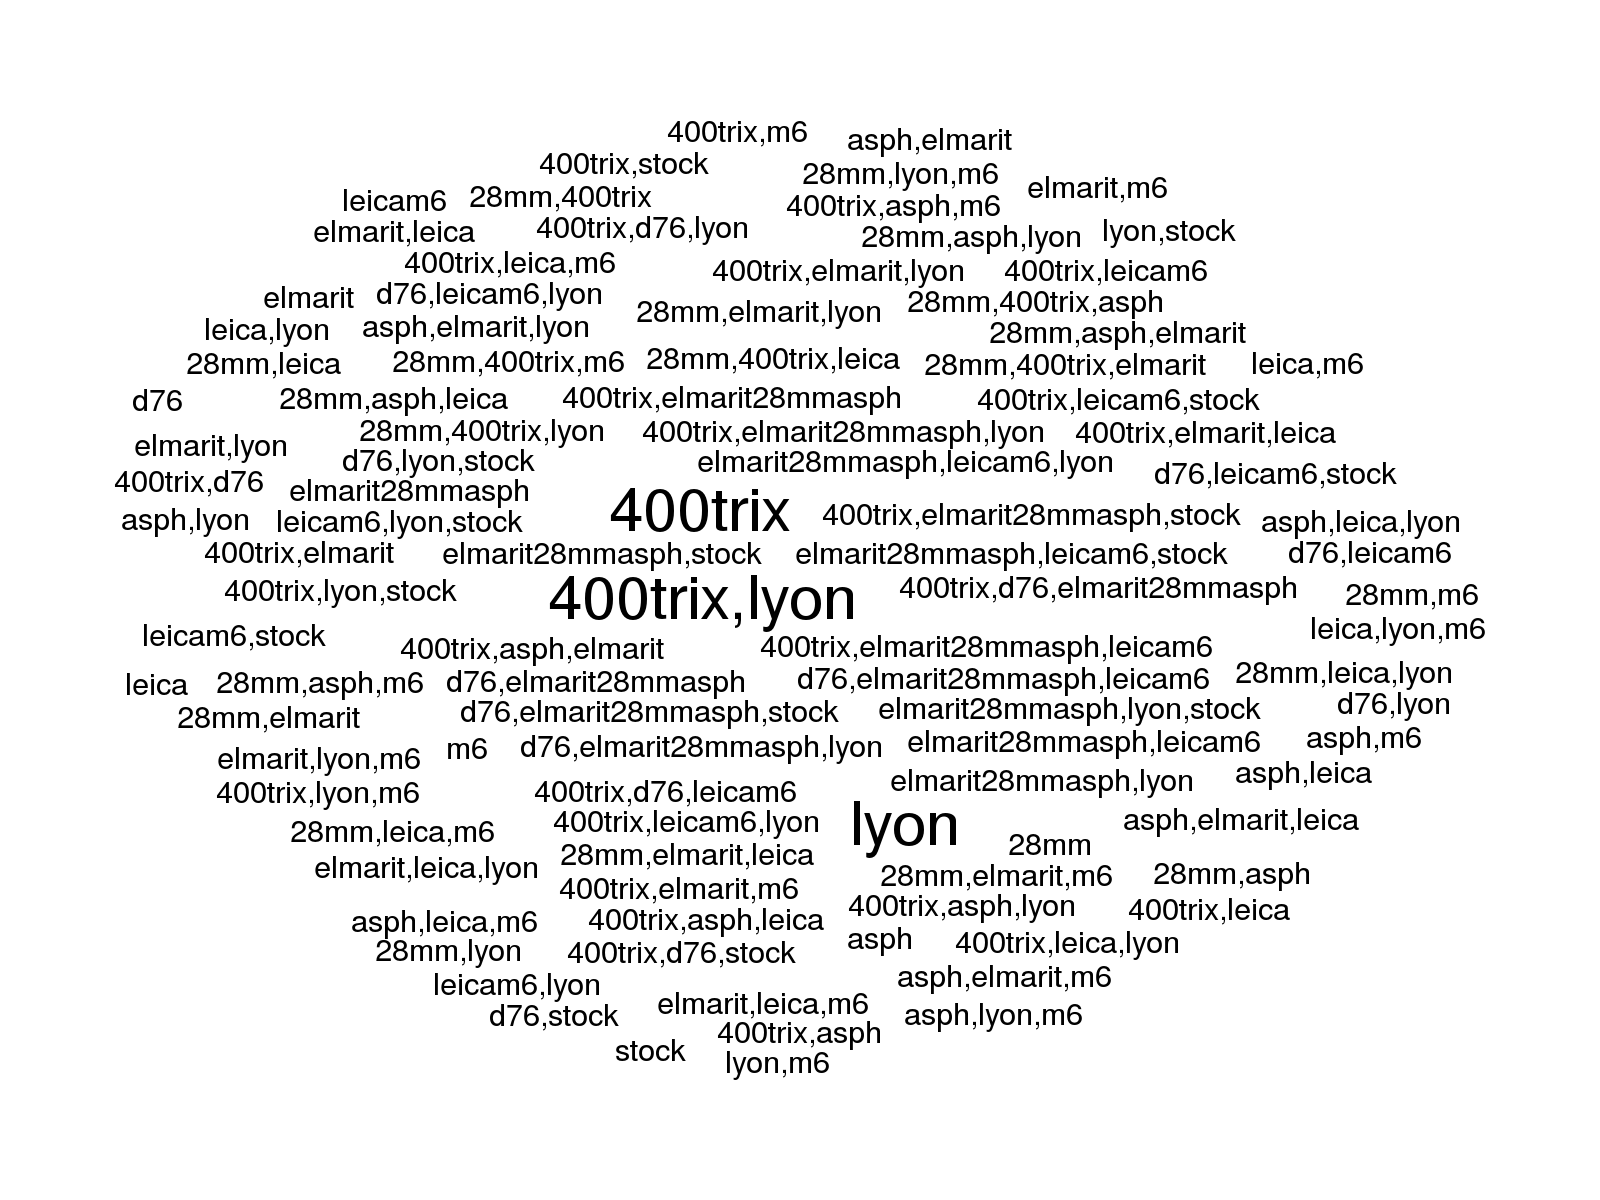 400trix,m6
asph,elmarit
400trix,stock
28mm,lyon,m6
elmarit,m6
leicam6
28mm,400trix
400trix,asph,m6
elmarit,leica
400trix,d76,lyon
28mm,asph,lyon
lyon,stock
400trix,leica,m6
400trix,elmarit,lyon
400trix,leicam6
elmarit
d76,leicam6,lyon
28mm,elmarit,lyon
28mm,400trix,asph
leica,lyon
asph,elmarit,lyon
28mm,asph,elmarit
28mm,leica
28mm,400trix,m6
28mm,400trix,leica
28mm,400trix,elmarit
leica,m6
d76
28mm,asph,leica
400trix,elmarit28mmasph
400trix,leicam6,stock
elmarit,lyon
28mm,400trix,lyon
400trix,elmarit28mmasph,lyon
400trix,elmarit,leica
d76,lyon,stock
elmarit28mmasph,leicam6,lyon
d76,leicam6,stock
400trix,d76
elmarit28mmasph
400trix
400trix,elmarit28mmasph,stock
asph,leica,lyon
asph,lyon
leicam6,lyon,stock
400trix,elmarit
elmarit28mmasph,stock
elmarit28mmasph,leicam6,stock
d76,leicam6
400trix,lyon,stock
400trix,lyon
400trix,d76,elmarit28mmasph
28mm,m6
leica,lyon,m6
leicam6,stock
400trix,asph,elmarit
400trix,elmarit28mmasph,leicam6
leica
28mm,asph,m6
d76,elmarit28mmasph
d76,elmarit28mmasph,leicam6
28mm,leica,lyon
28mm,elmarit
d76,elmarit28mmasph,stock
elmarit28mmasph,lyon,stock
d76,lyon
elmarit,lyon,m6
m6
d76,elmarit28mmasph,lyon
elmarit28mmasph,leicam6
asph,m6
400trix,lyon,m6
400trix,d76,leicam6
elmarit28mmasph,lyon
asph,leica
28mm,leica,m6
400trix,leicam6,lyon
lyon
asph,elmarit,leica
28mm
elmarit,leica,lyon
28mm,elmarit,leica
28mm,elmarit,m6
28mm,asph
400trix,elmarit,m6
400trix,asph,lyon
400trix,leica
asph,leica,m6
400trix,asph,leica
asph
400trix,leica,lyon
28mm,lyon
400trix,d76,stock
asph,elmarit,m6
leicam6,lyon
elmarit,leica,m6
asph,lyon,m6
d76,stock
400trix,asph
stock
lyon,m6